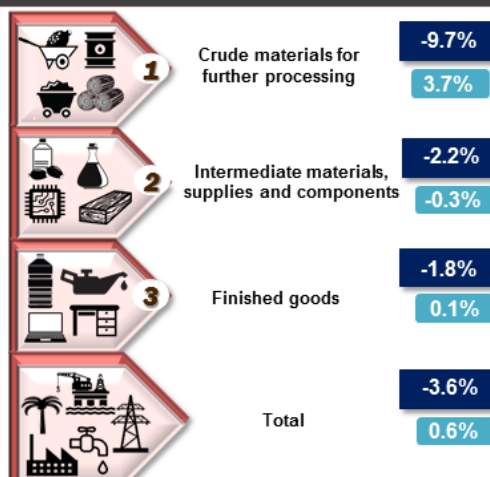 1
Crude materials for
further processing
-9.7%
3.7%
2
Intermediate materials,
supplies and components
-2.2%
-0.3%
3
Finished goods
-1.8%
0.1%
Total
-3.6%
0.6%